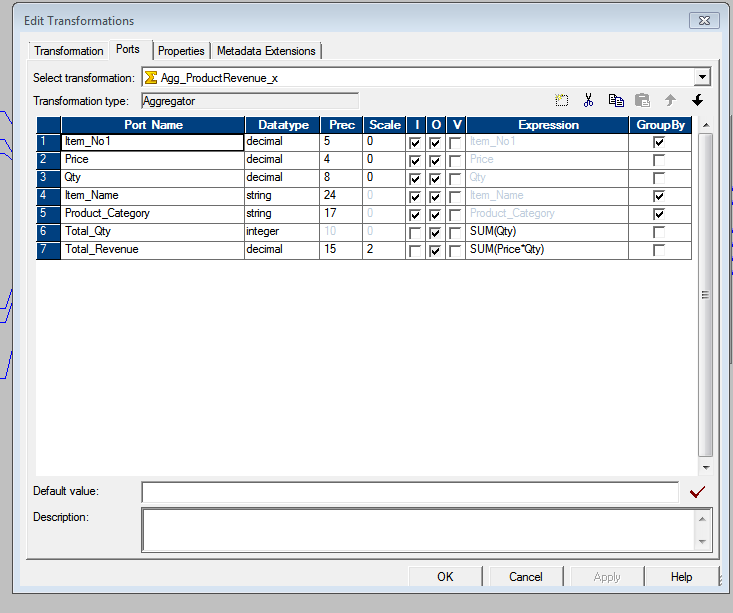 Edit Transformations
Transformation Ports Properties Metadata Extensions
Select transformation: Agg_ProductRevenue_x
Transformation type: Aggregator
Port Name Datatype Prec Scale I O V Expression GroupBy
1 Item_No1 decimal 5 0 Item_No1
2 Price decimal 4 0 Price
3 Qty decimal 8 0 Qty
4 Item_Name string 24 0 Item_Name
5 Product_Category string 17 0 Product_Category
6 Total_Qty integer 10 0 SUM(Qty)
7 Total_Revenue decimal 15 2 SUM(Price*Qty)
Default value:
Description:
OK Cancel Apply Help